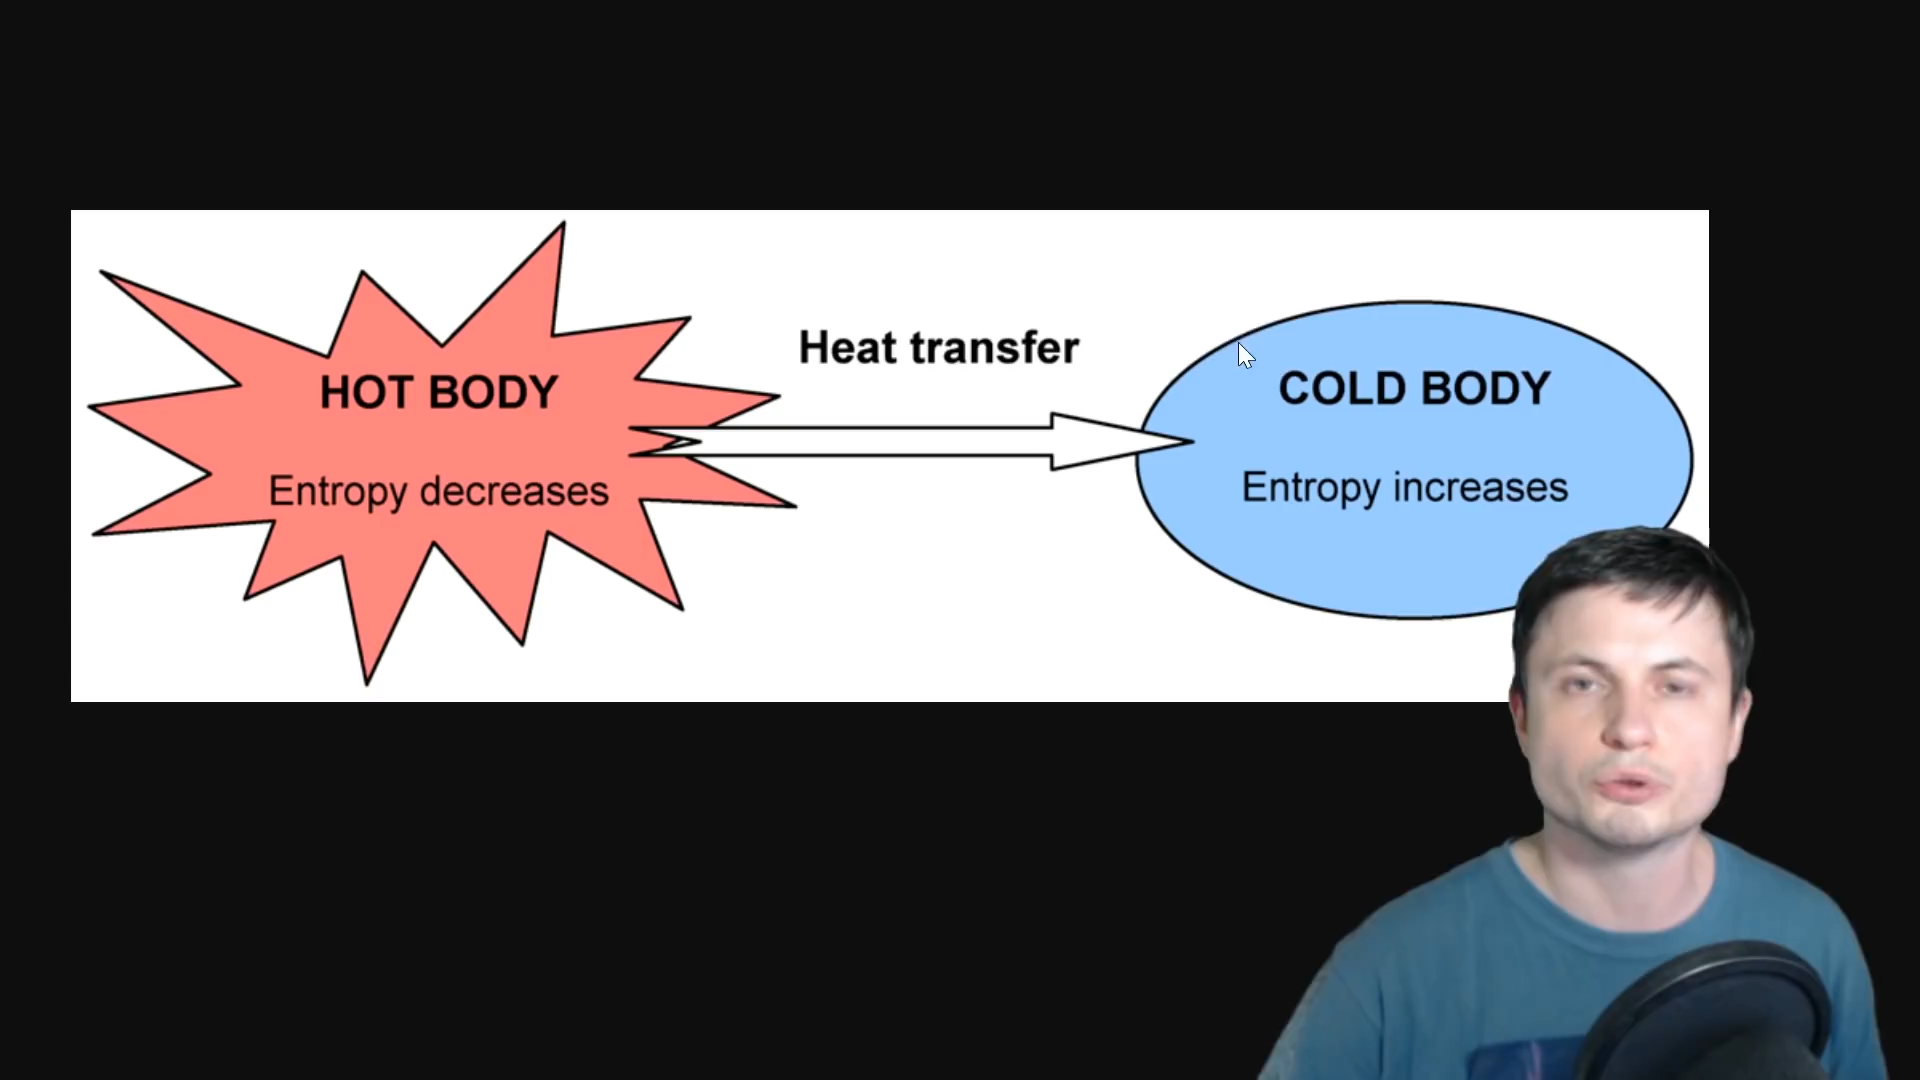 HOT BODY
Entropy decreases
Heat transfer
COLD BODY
Entropy increases